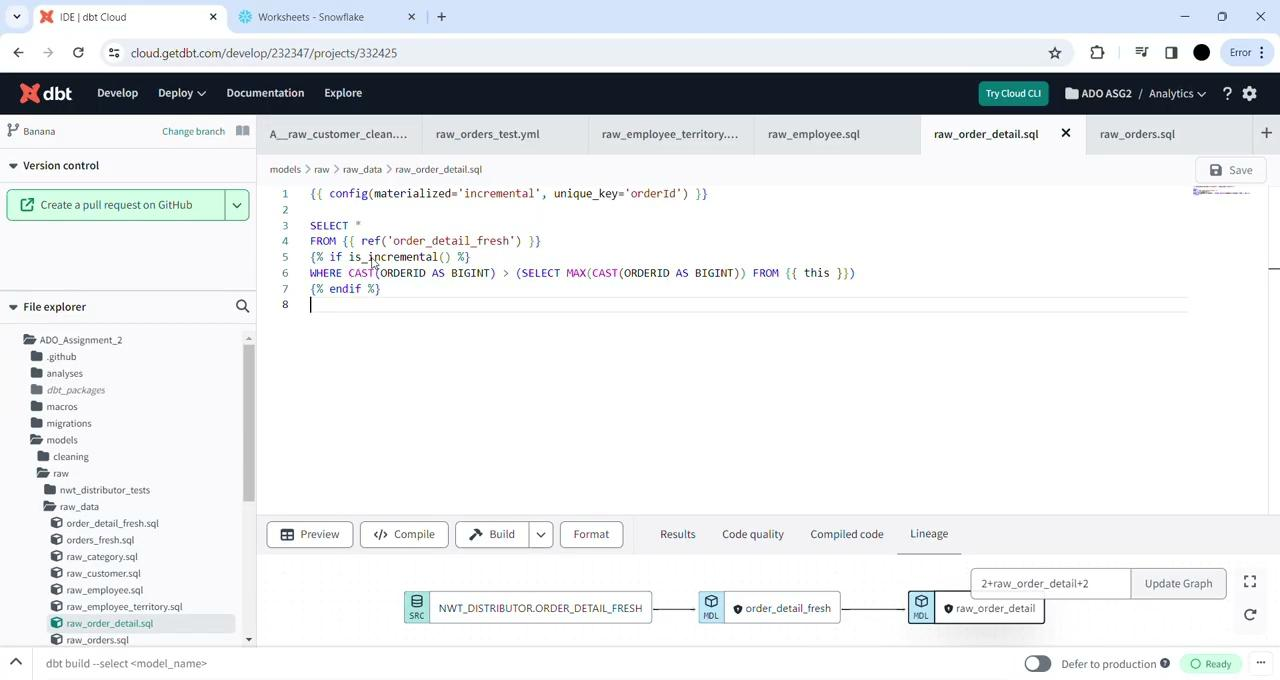 IDE | dbt Cloud
Worksheets - Snowflake
cloud.getdbt.com/develop/232347/projects/332425
Error
dbt
Develop
Deploy
Documentation
Explore
Try Cloud CLI
ADO ASG2 / Analytics
Banana
Change branch
A__raw_customer_clean....
raw_orders_test.yml
raw_employee_territory....
raw_employee.sql
raw_order_detail.sql
raw_orders.sql
Version control
models > raw > raw_data > raw_order_detail.sql
Save
Create a pull request on GitHub
1 {{ config(materialized='incremental', unique_key='orderId') }}
2
3 SELECT *
4 FROM {{ ref('order_detail_fresh') }}
5 {% if is_incremental() %}
6 WHERE CAST(ORDERID AS BIGINT) > (SELECT MAX(CAST(ORDERID AS BIGINT)) FROM {{ this }})
7 {% endif %}
8
File explorer
ADO_Assignment_2
.github
analyses
dbt_packages
macros
migrations
models
cleaning
raw
nwt_distributor_tests
raw_data
order_detail_fresh.sql
orders_fresh.sql
raw_category.sql
raw_customer.sql
raw_employee.sql
raw_employee_territory.sql
raw_order_detail.sql
raw_orders.sql
Preview
Compile
Build
Format
Results
Code quality
Compiled code
Lineage
2+raw_order_detail+2
Update Graph
SRC
NWT_DISTRIBUTOR.ORDER_DETAIL_FRESH
MDL
order_detail_fresh
MDL
raw_order_detail
dbt build --select <model_name>
Defer to production
Ready